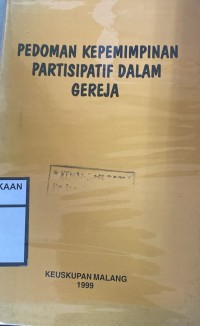 PEDOMAN KEPEMIMPINAN
PARTISIPATIF DALAM
GEREJA
KAAN
KEUSKUPAN MALANG
1999